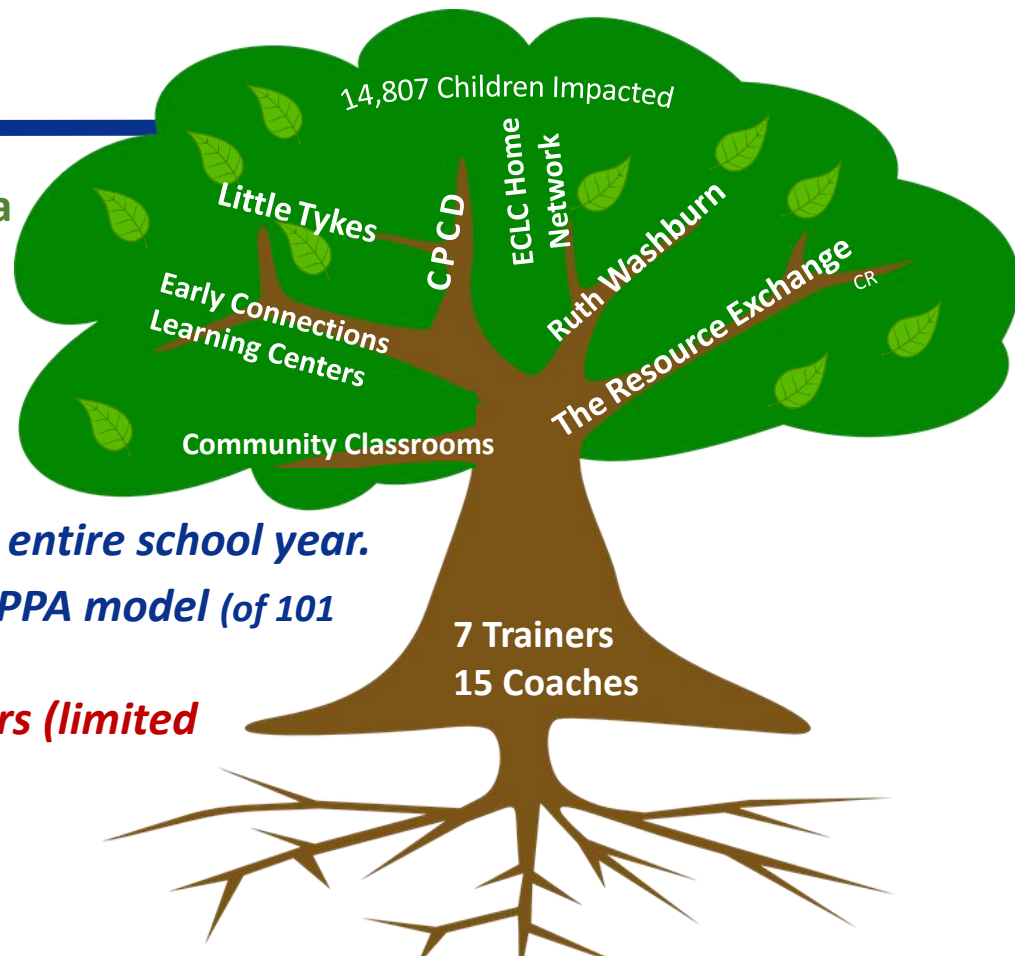 14,807 Children Impacted
a
Little Tykes
CPCD
ECLC Home
Network
Ruth Washburn
Early Connections
Learning Centers
The Resource Exchange
CR
Community Classrooms
entire school year.
PPA model (of 101
7 Trainers
15 Coaches
rs (limited